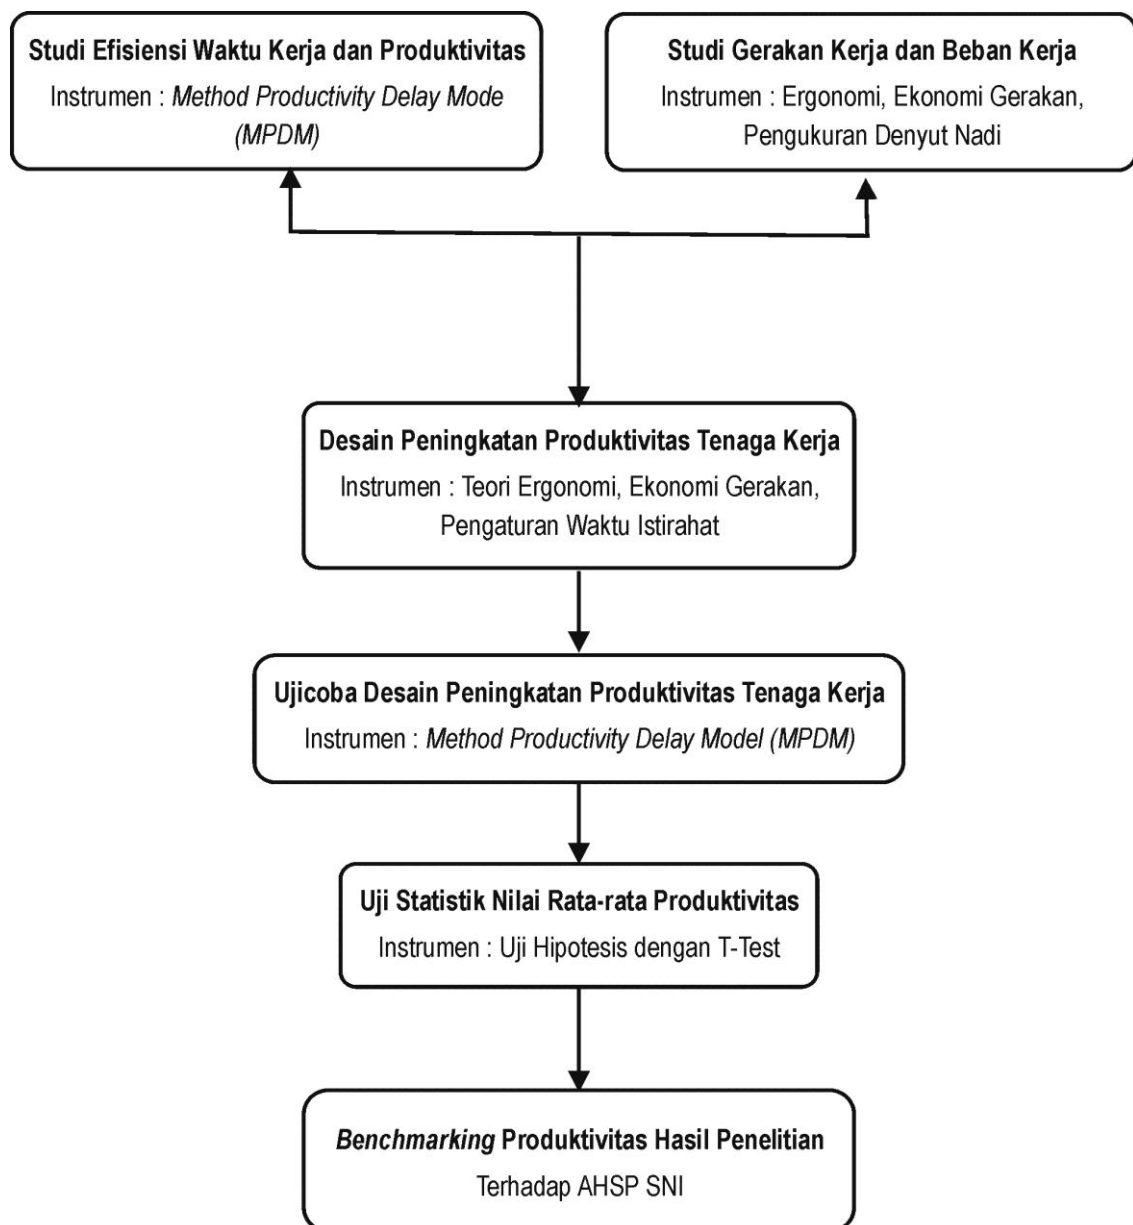 Studi Efisiensi Waktu Kerja dan Produktivitas
Instrumen : Method Productivity Delay Mode
(MPDM)
Studi Gerakan Kerja dan Beban Kerja
Instrumen : Ergonomi, Ekonomi Gerakan,
Pengukuran Denyut Nadi
Desain Peningkatan Produktivitas Tenaga Kerja
Instrumen : Teori Ergonomi, Ekonomi Gerakan,
Pengaturan Waktu Istirahat
Ujicoba Desain Peningkatan Produktivitas Tenaga Kerja
Instrumen : Method Productivity Delay Model (MPDM)
Uji Statistik Nilai Rata-rata Produktivitas
Instrumen : Uji Hipotesis dengan T-Test
Benchmarking Produktivitas Hasil Penelitian
Terhadap AHSP SNI